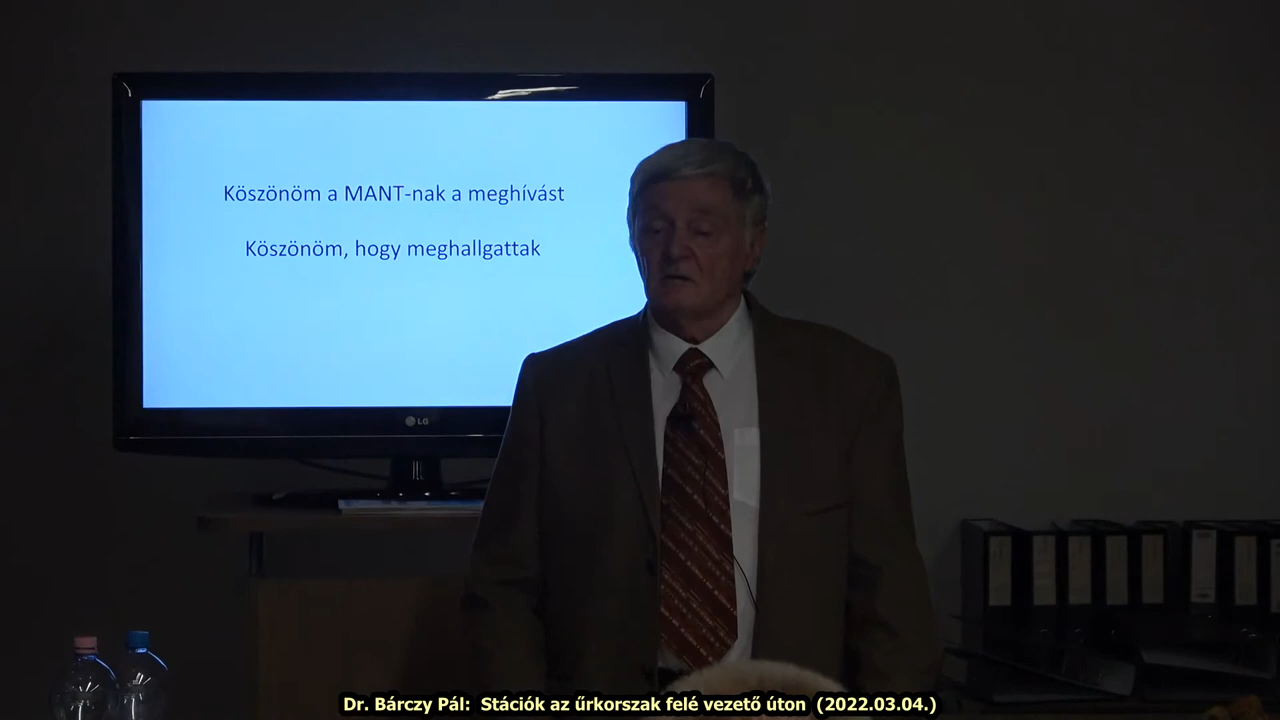 Köszönöm a MANT-nak a meghívást
Köszönöm, hogy meghallgattak
LG
Dr. Bárczy Pál: Stációk az űrkorszak felé vezető úton (2022.03.04.)